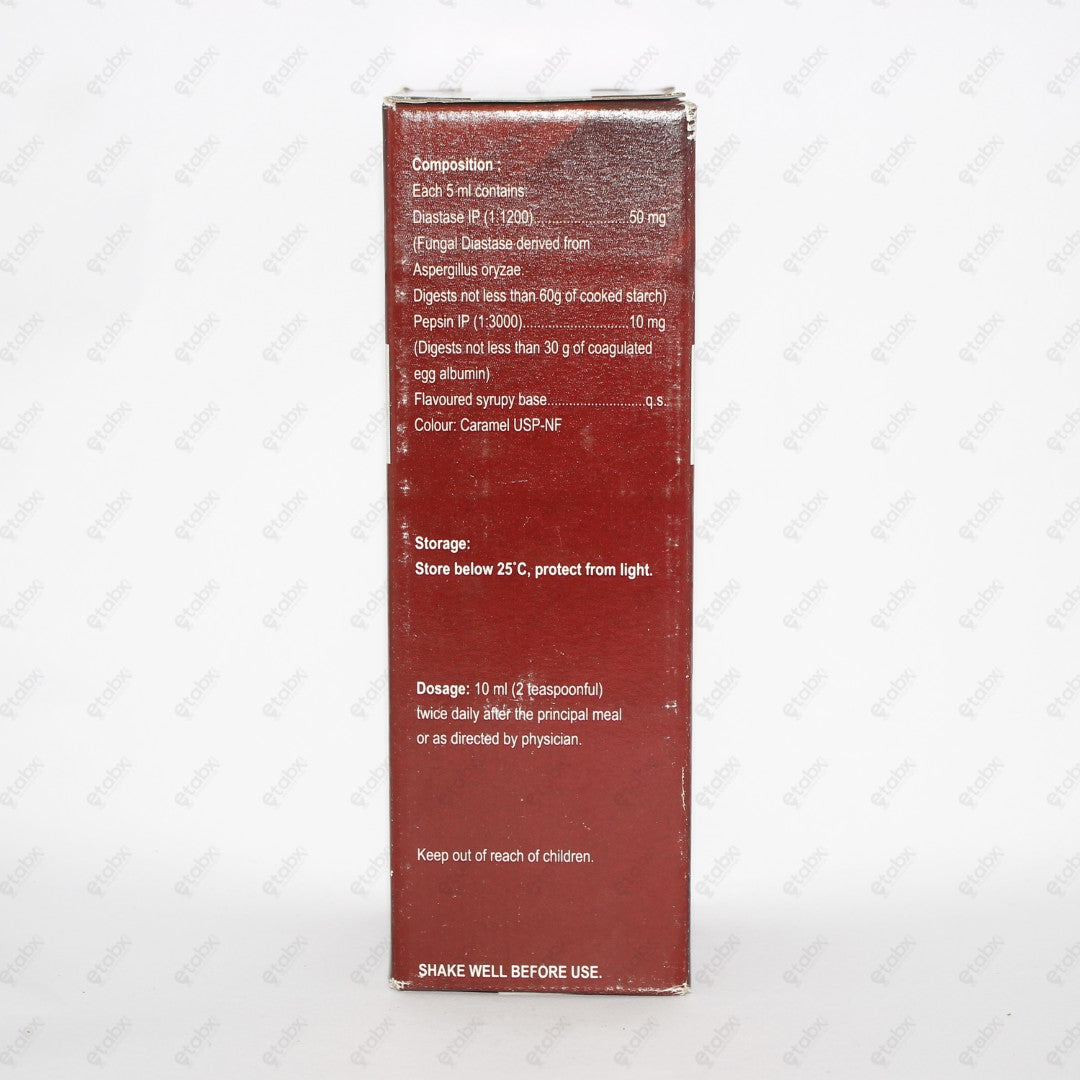 Composition :
Each 5 ml contains:
Diastase IP (1:1200)........................50 mg
(Fungal Diastase derived from
Aspergillus oryzae.
Digests not less than 60g of cooked starch)
Pepsin IP (1:3000)...........................10 mg
(Digests not less than 30 g of coagulated
egg albumin)
Flavoured syrupy base.........................q.s.
Colour: Caramel USP-NF
Storage:
Store below 25°C, protect from light.
Dosage: 10 ml (2 teaspoonful)
twice daily after the principal meal
or as directed by physician.
Keep out of reach of children.
SHAKE WELL BEFORE USE.